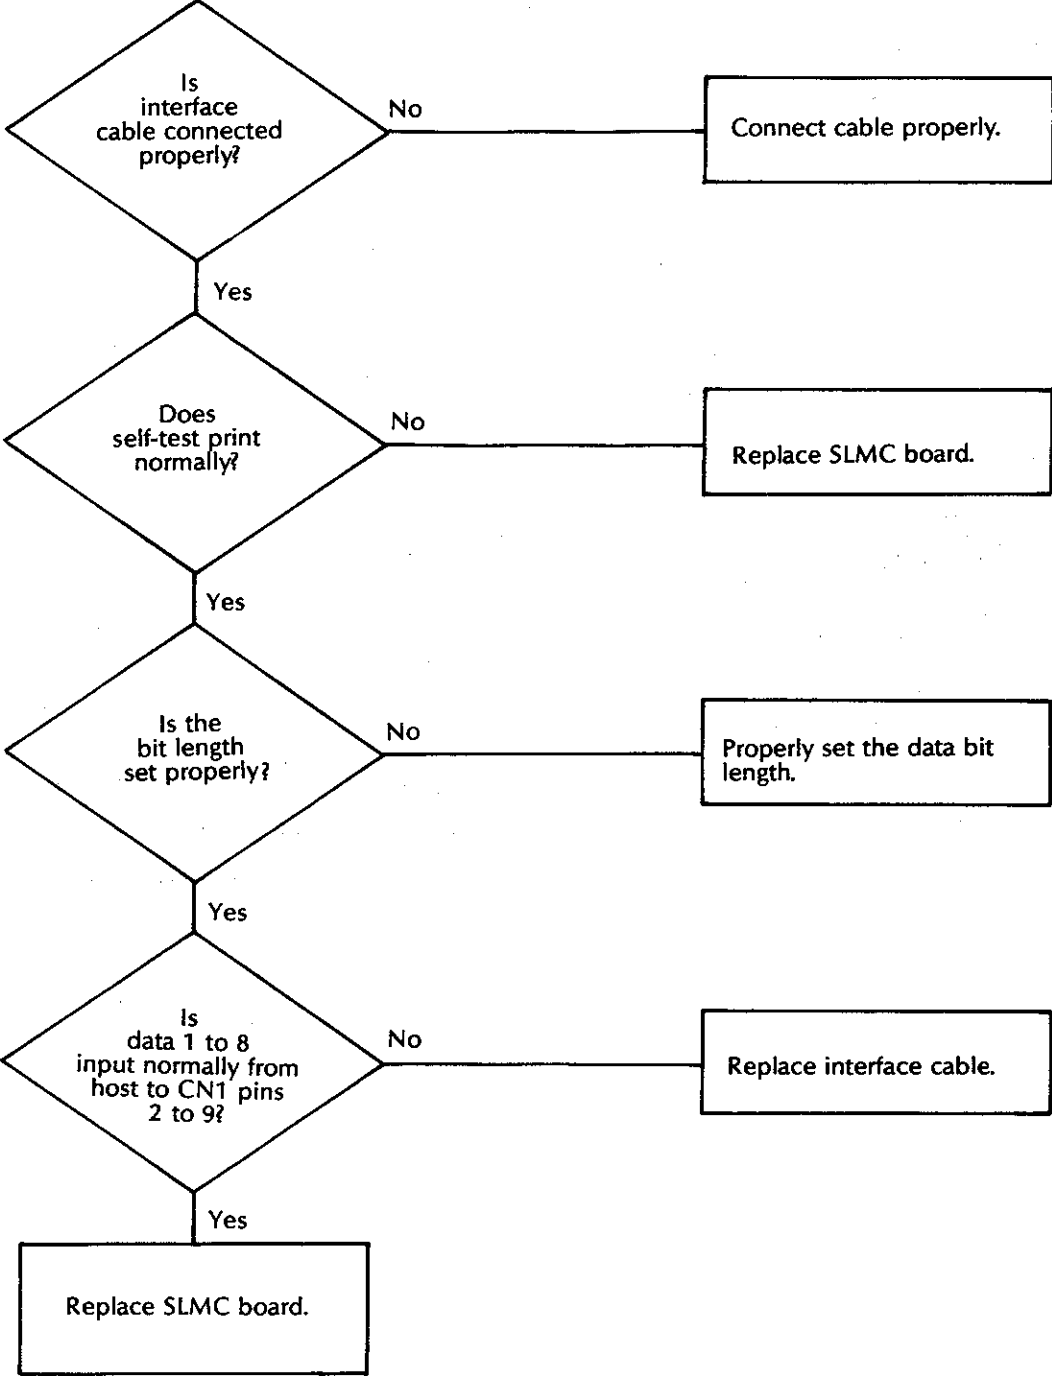 Is
interface
cable connected
properly?
No
Connect cable properly.
Yes
Does
self-test print
normally?
No
Replace SLMC board.
Yes
Is the
bit length
set properly?
No
Properly set the data bit
length.
Yes
Is
data 1 to 8
input normally from
host to CN1 pins
2 to 9?
No
Replace interface cable.
Yes
Replace SLMC board.